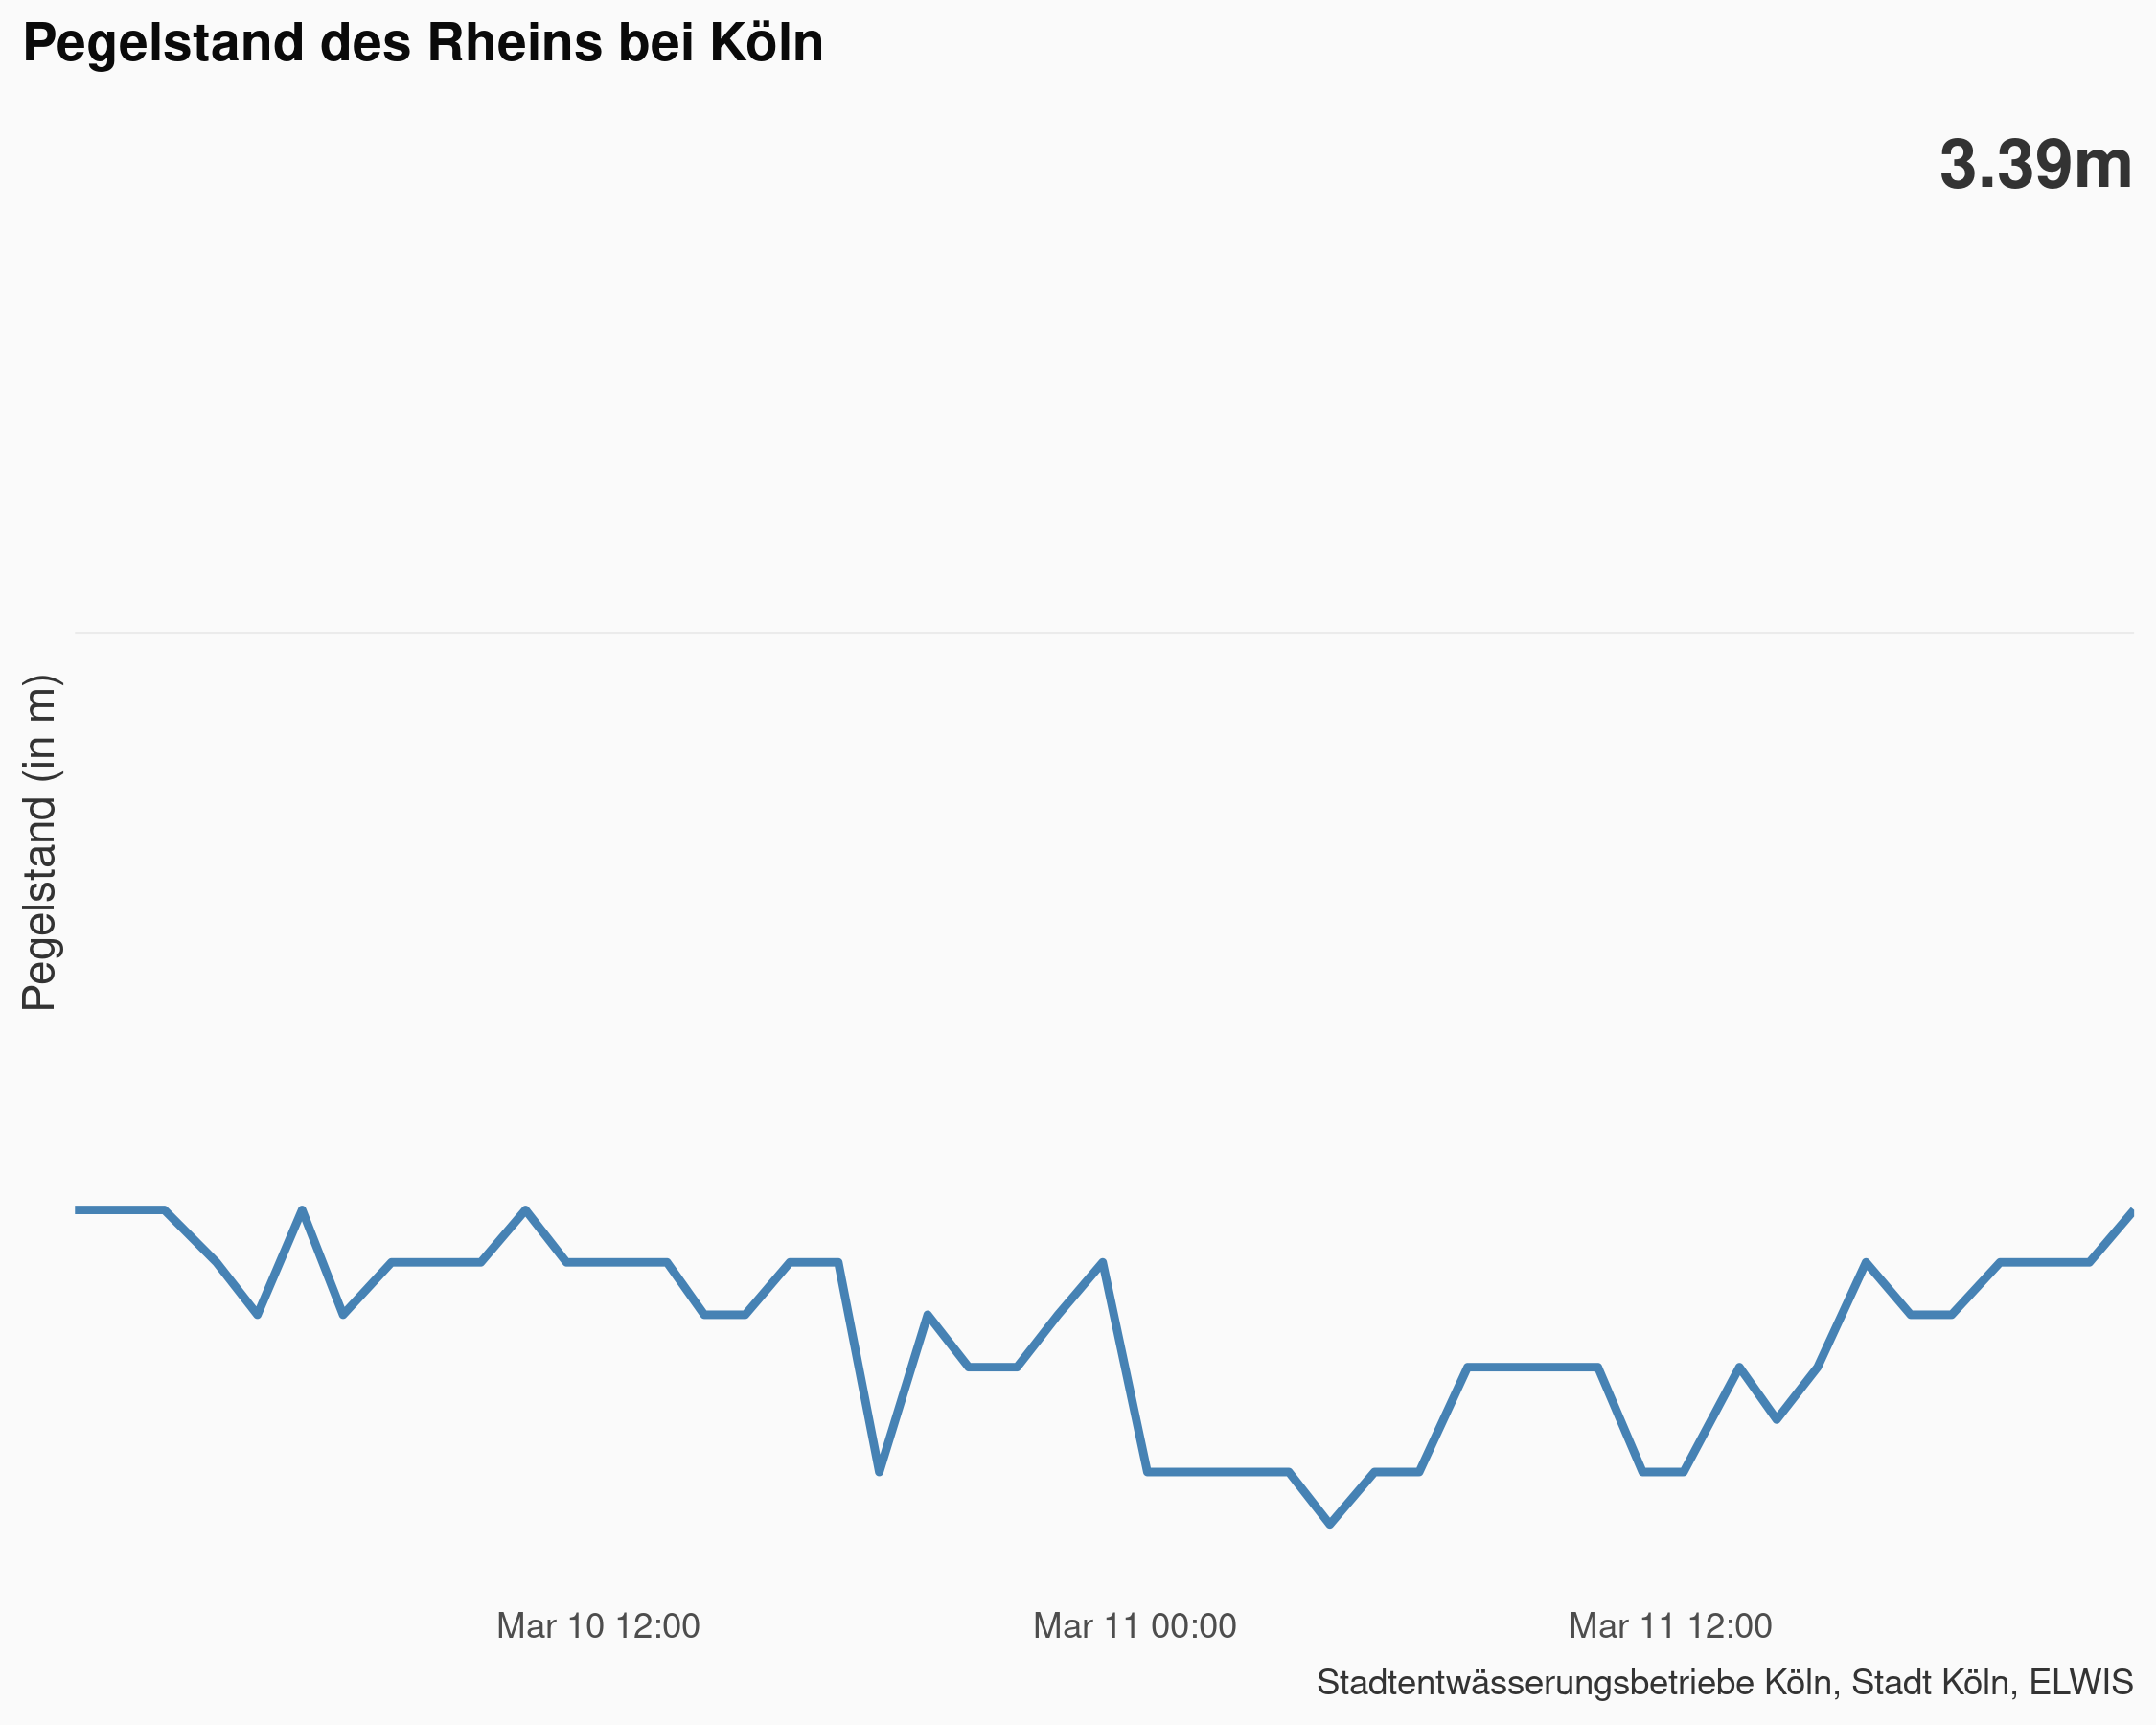 Pegelstand des Rheins bei Köln
3.39m
Pegelstand (in m)
Mar 10 12:00
Mar 11 00:00
Mar 11 12:00
Stadtentwässerungsbetriebe Köln, Stadt Köln, ELWIS